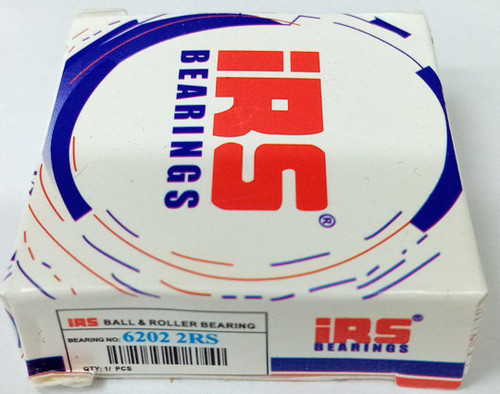 iRS
BEARINGS
®
iRS BALL & ROLLER BEARING
BEARING NO: 6202 2RS
QTY: 1/ PCS
iRS®
BEARINGS